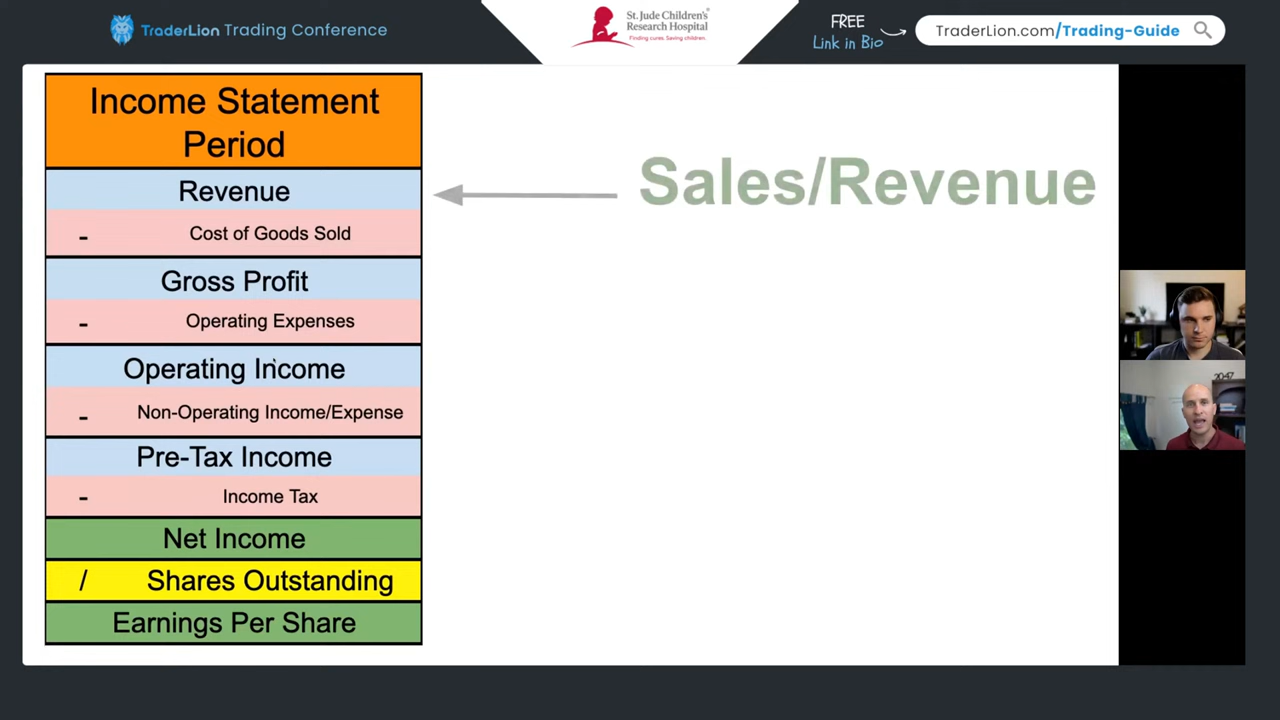 TraderLion Trading Conference
St. Jude Children's
Research Hospital
Finding cures. Saving children.
FREE
Link in Bio
TraderLion.com/Trading-Guide
Income Statement
Period
Revenue
- Cost of Goods Sold
Gross Profit
- Operating Expenses
Operating Income
- Non-Operating Income/Expense
Pre-Tax Income
- Income Tax
Net Income
/ Shares Outstanding
Earnings Per Share
Sales/Revenue
2047